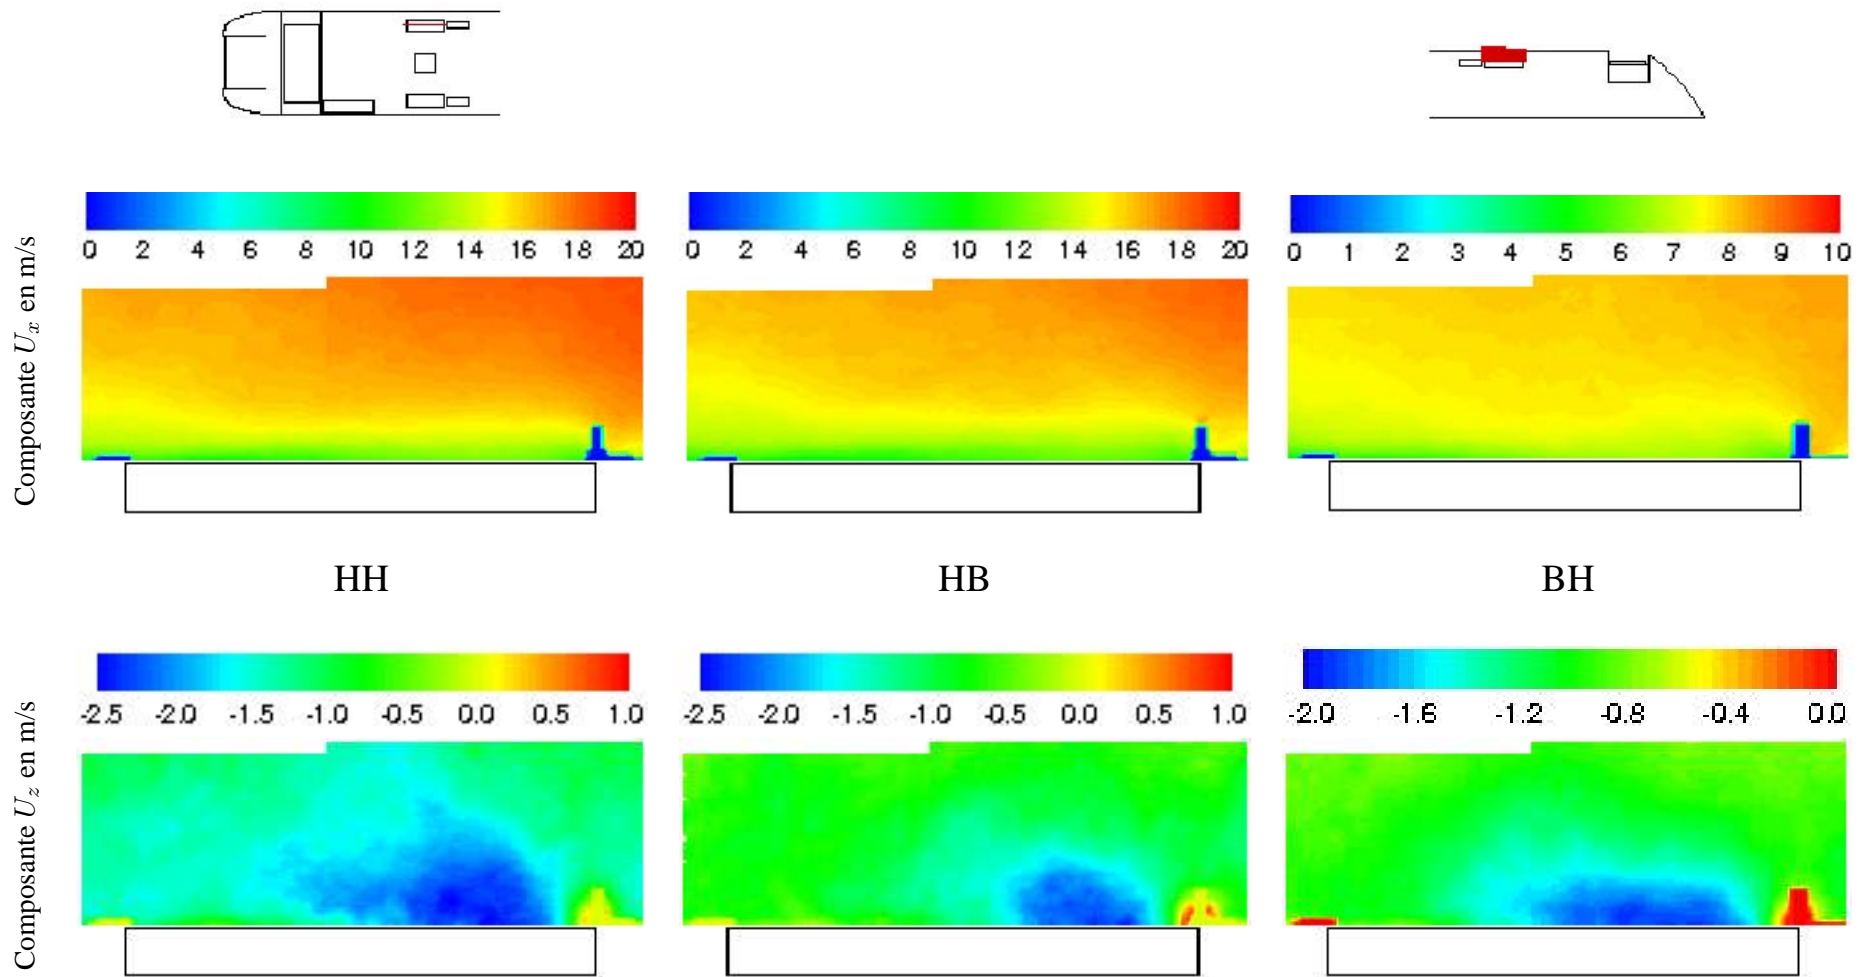 Composante Ux en m/s
0 2 4 6 8 10 12 14 16 18 20
0 2 4 6 8 10 12 14 16 18 20
0 1 2 3 4 5 6 7 8 9 10
HH
HB
BH
Composante Uz en m/s
-2.5 -2.0 -1.5 -1.0 -0.5 0.0 0.5 1.0
-2.5 -2.0 -1.5 -1.0 -0.5 0.0 0.5 1.0
-2.0 -1.6 -1.2 -0.8 -0.4 0.0